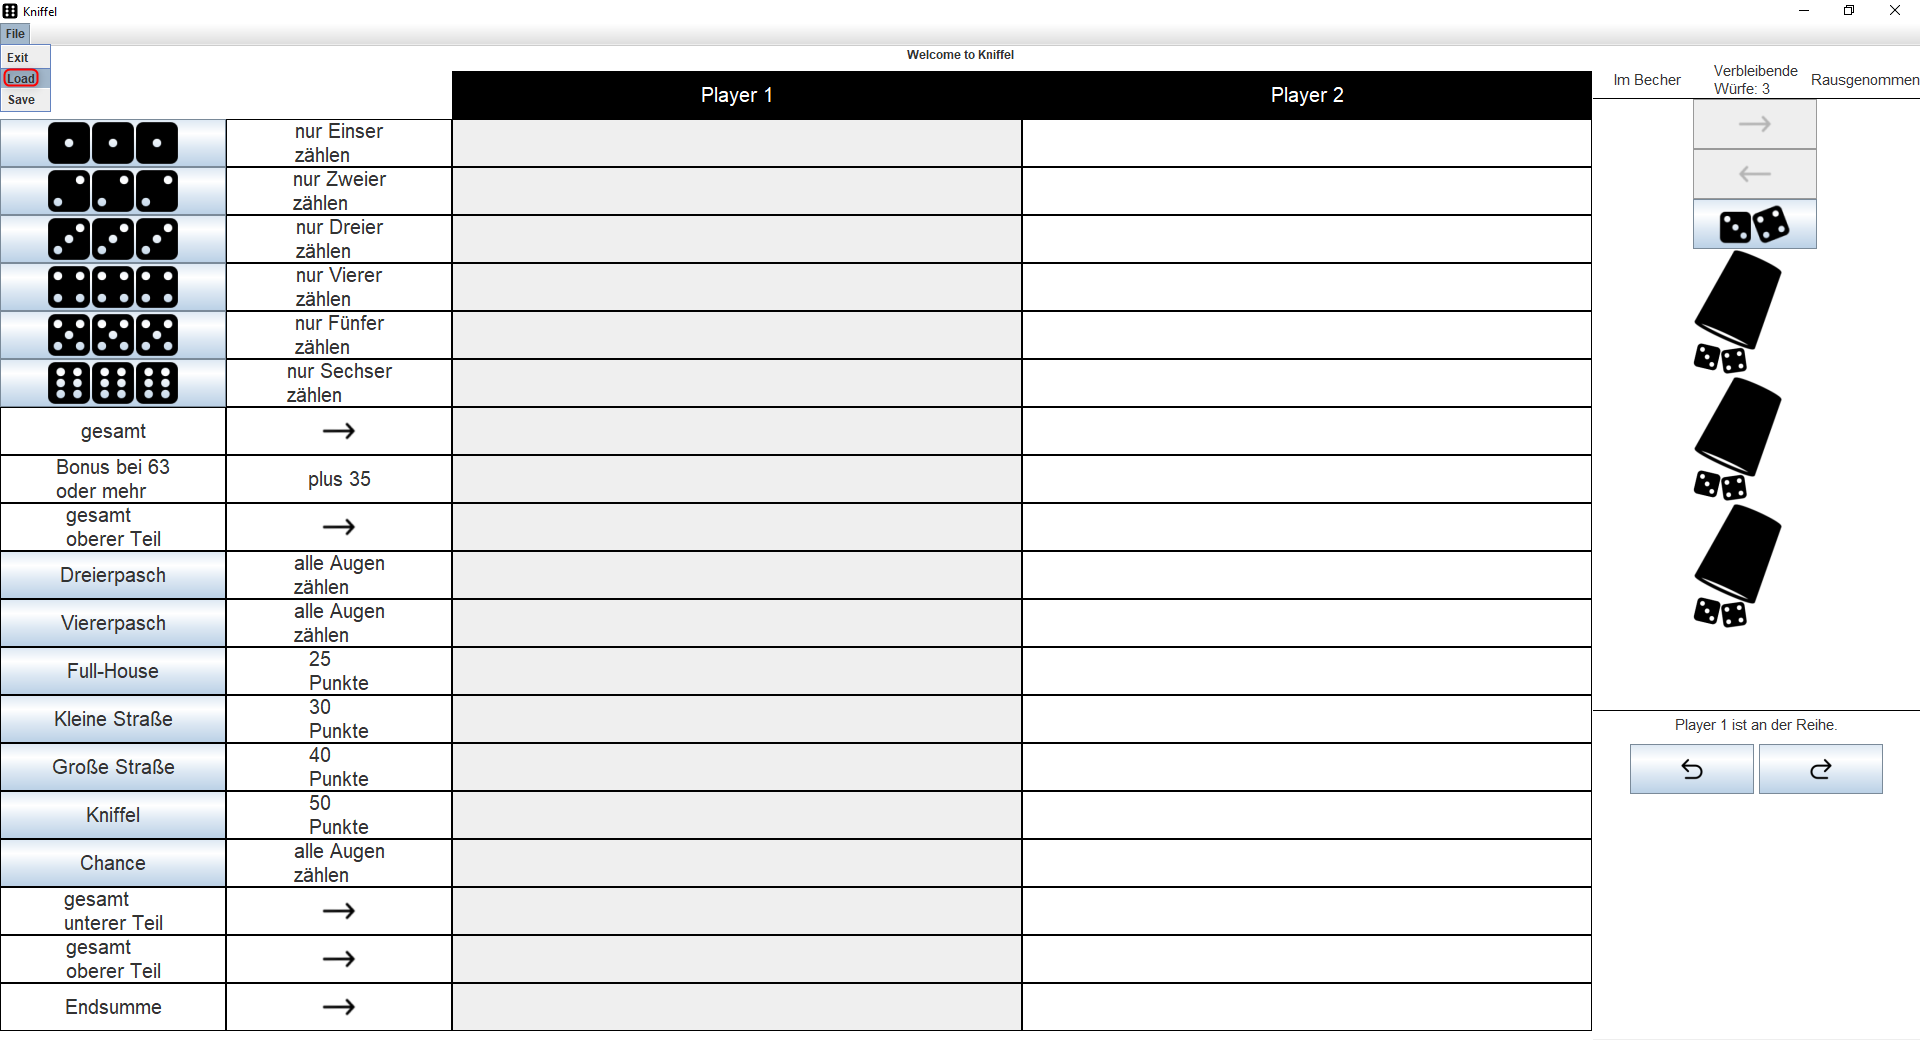 Kniffel
File
Exit
Load
Save
Welcome to Kniffel
Player 1
Player 2
Im Becher
Verbleibende
Würfe: 3
Rausgenommen
nur Einser
zählen
nur Zweier
zählen
nur Dreier
zählen
nur Vierer
zählen
nur Fünfer
zählen
nur Sechser
zählen
gesamt
Bonus bei 63
oder mehr
plus 35
gesamt
oberer Teil
Dreierpasch
alle Augen
zählen
Viererpasch
alle Augen
zählen
Full-House
25
Punkte
Kleine Straße
30
Punkte
Große Straße
40
Punkte
Kniffel
50
Punkte
Chance
alle Augen
zählen
gesamt
unterer Teil
gesamt
oberer Teil
Endsumme
Player 1 ist an der Reihe.